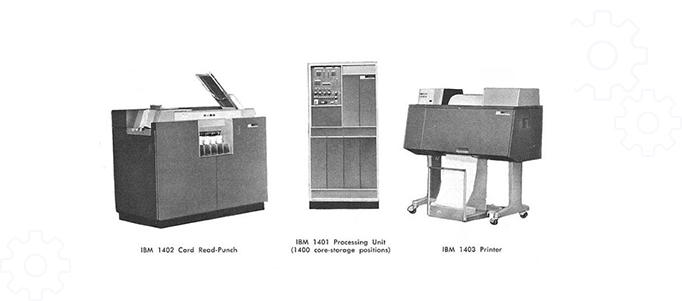 IBM 1402 Card Read-Punch
IBM 1401 Processing Unit
(1400 core-storage positions)
IBM 1403 Printer